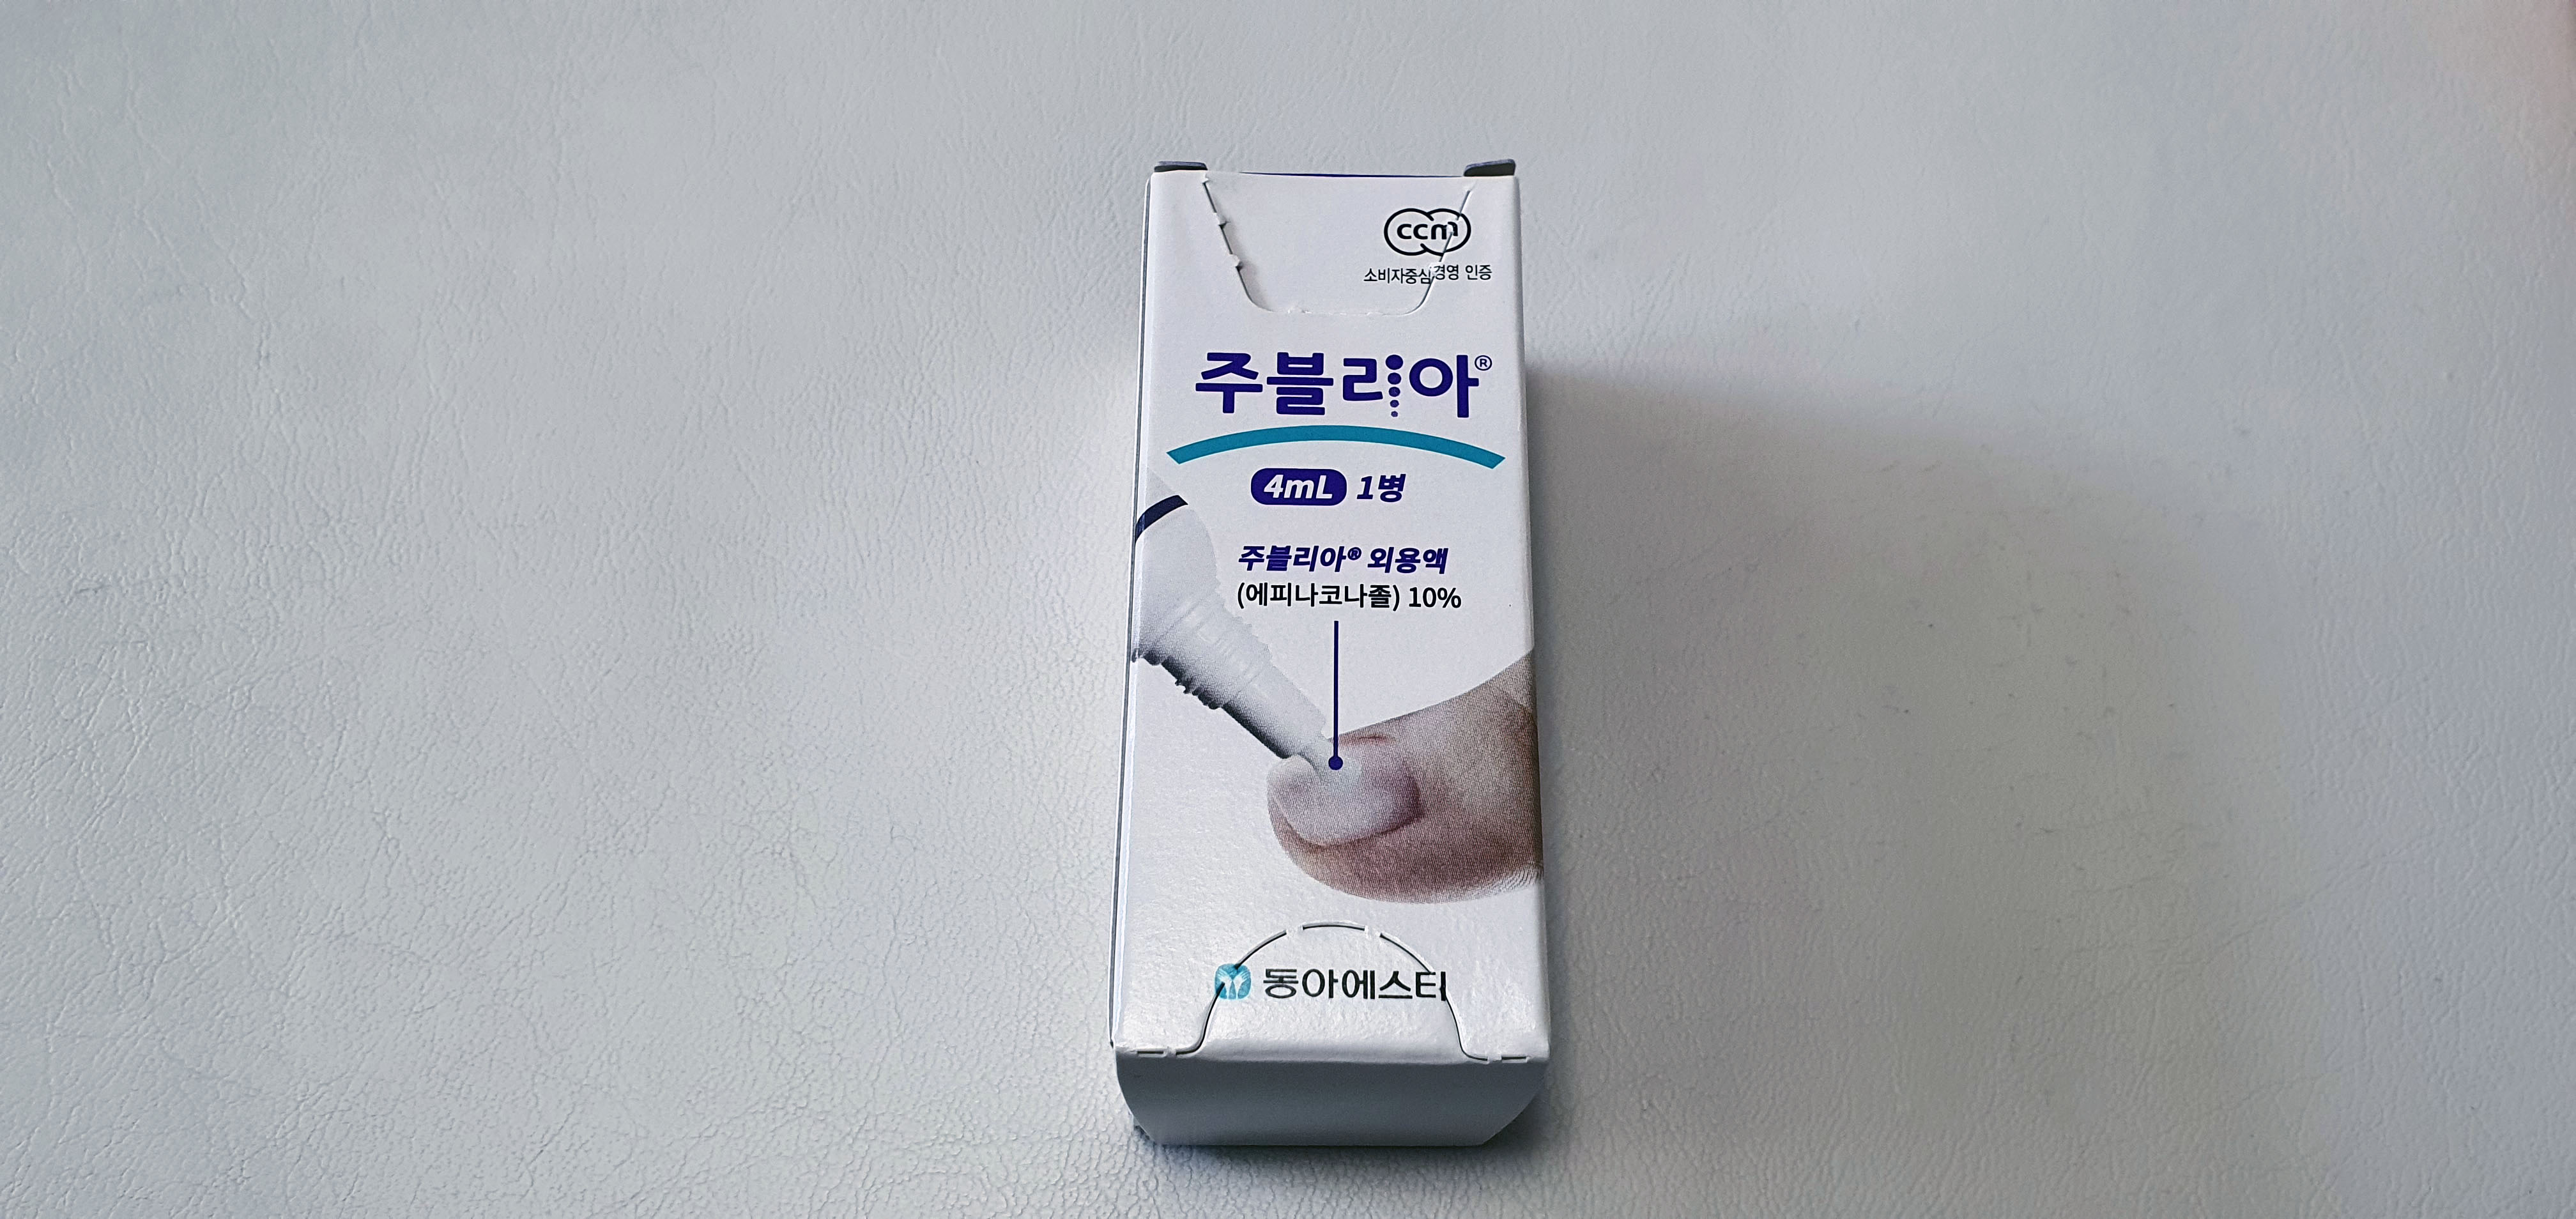 ccm
소비자중심경영 인증
주블리아®
4mL 1병
주블리아® 외용액
(에피나코나졸) 10%
동아에스티